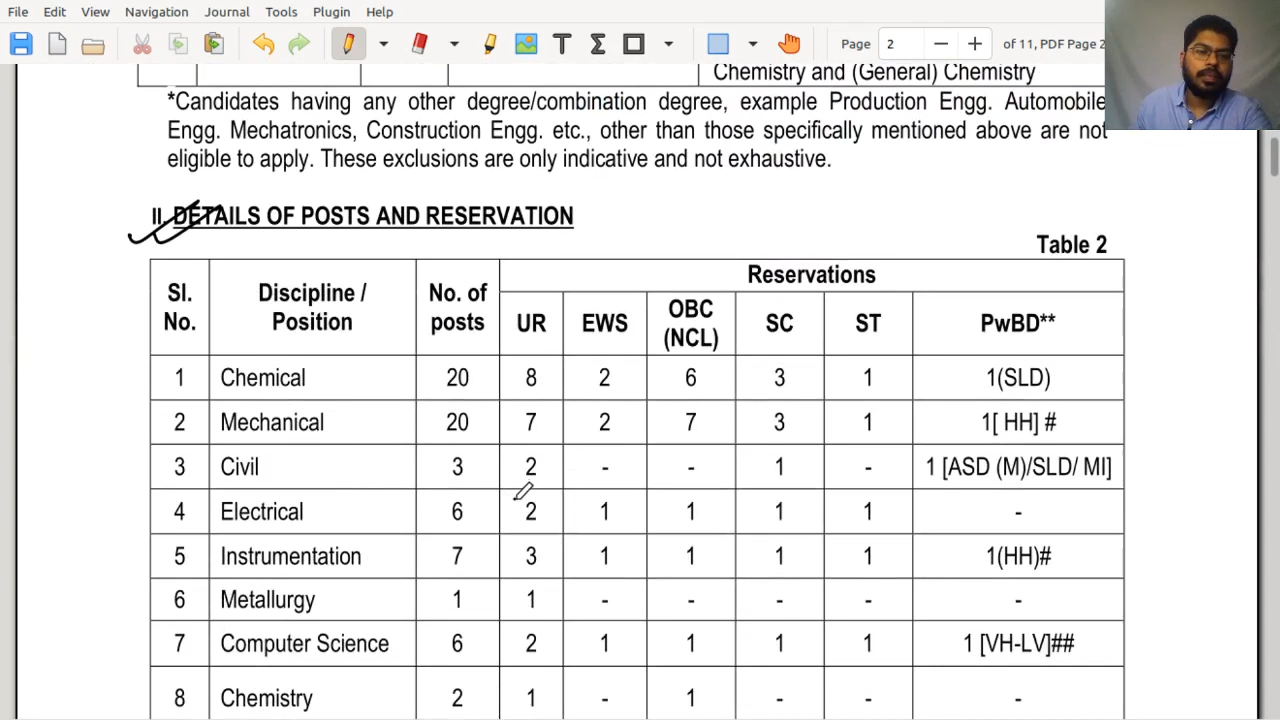 File Edit View Navigation Journal Tools Plugin Help
Page 2 of 11, PDF Page 2
Chemistry and (General) Chemistry
*Candidates having any other degree/combination degree, example Production Engg. Automobile
Engg. Mechatronics, Construction Engg. etc., other than those specifically mentioned above are not
eligible to apply. These exclusions are only indicative and not exhaustive.
II. DETAILS OF POSTS AND RESERVATION
Table 2
Sl. No. Discipline / Position No. of posts Reservations
UR EWS OBC (NCL) SC ST PwBD**
1 Chemical 20 8 2 6 3 1 1(SLD)
2 Mechanical 20 7 2 7 3 1 1[ HH] #
3 Civil 3 2 - - 1 - 1 [ASD (M)/SLD/ MI]
4 Electrical 6 2 1 1 1 1 -
5 Instrumentation 7 3 1 1 1 1 1(HH)#
6 Metallurgy 1 1 - - - - -
7 Computer Science 6 2 1 1 1 1 1 [VH-LV]##
8 Chemistry 2 1 - 1 - - -